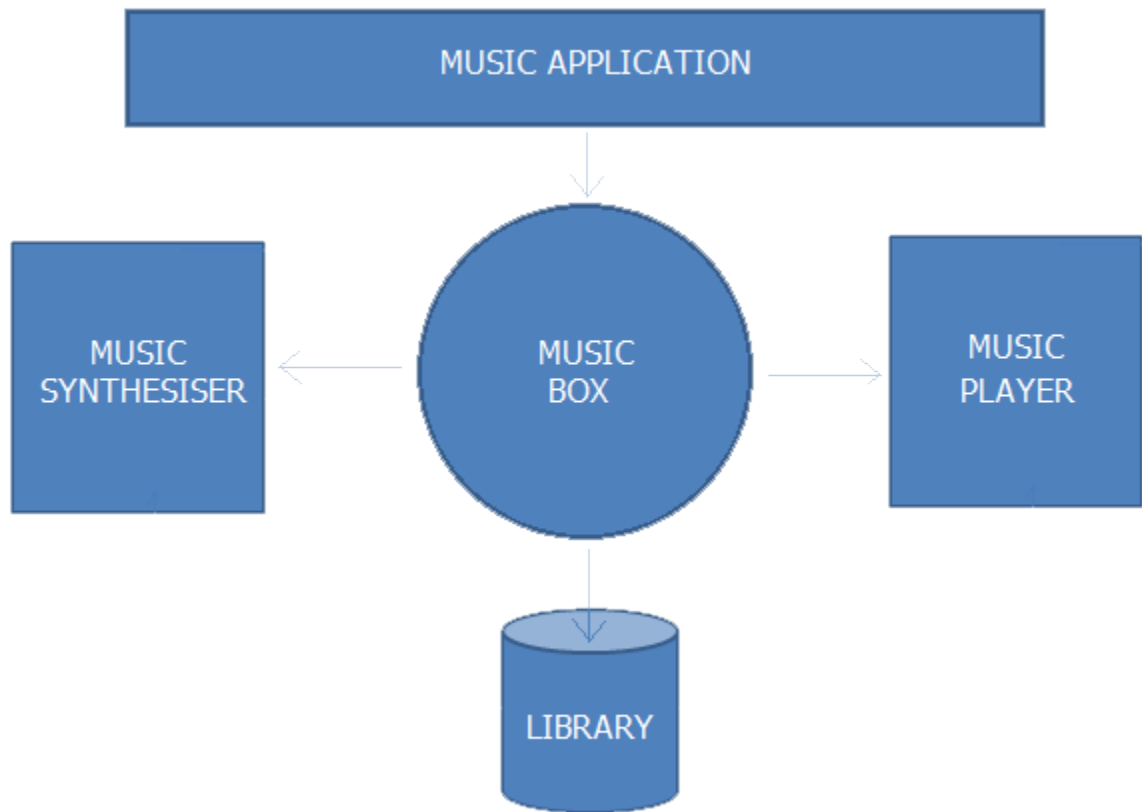 MUSIC APPLICATION
MUSIC
SYNTHESISER
MUSIC
BOX
MUSIC
PLAYER
LIBRARY